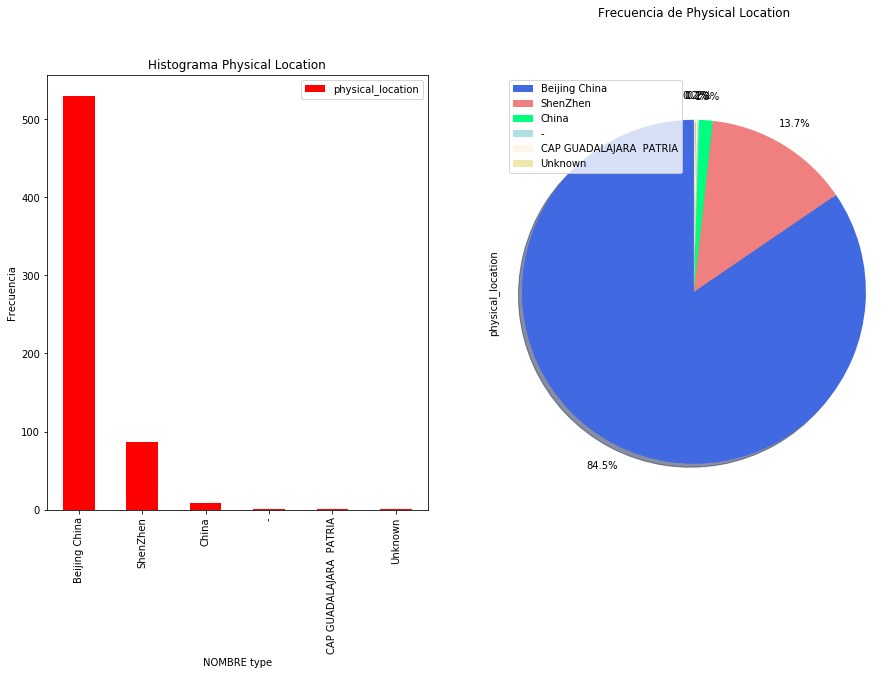 Frecuencia de Physical Location
Histograma Physical Location
physical_location
500
400
300
200
100
0
Frecuencia
Beijing China
ShenZhen
China
-
CAP GUADALAJARA  PATRIA
Unknown
NOMBRE type
Beijing China
ShenZhen
China
-
CAP GUADALAJARA  PATRIA
Unknown
13.7%
physical_location
84.5%